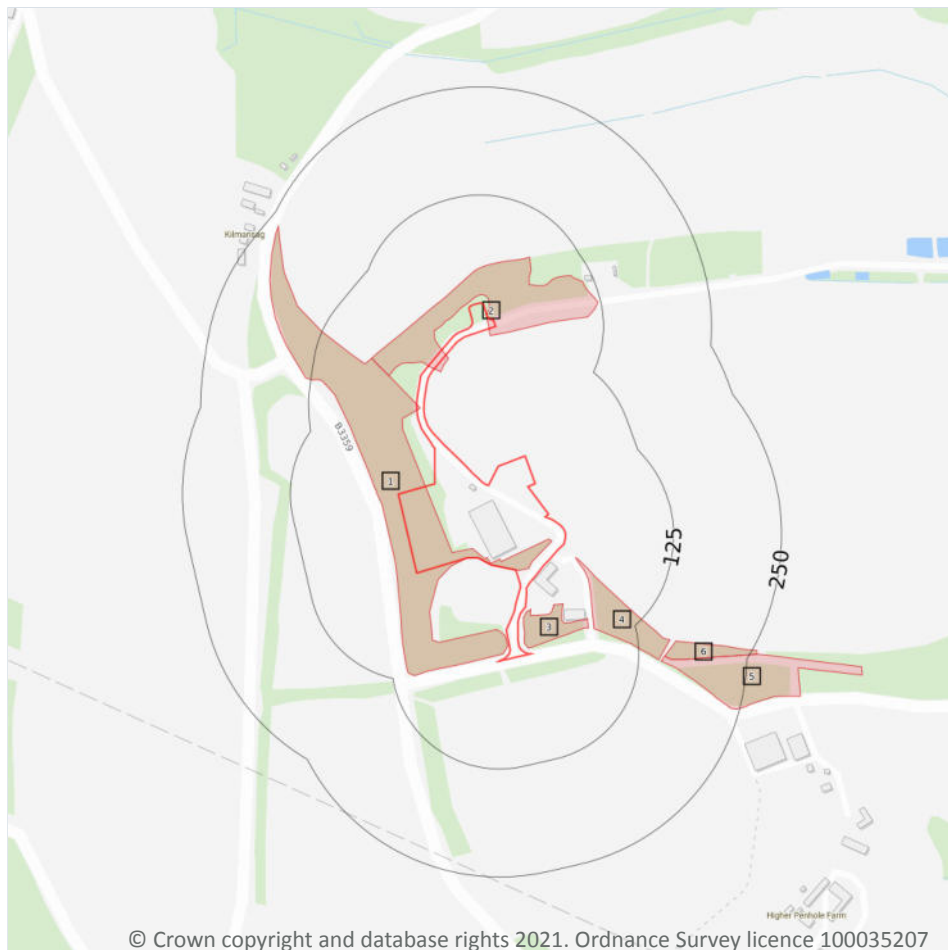 Kilmansag
2
B3359
1
125
250
4
3
6
5
Higher Penhole Farm
© Crown copyright and database rights 2021. Ordnance Survey licence 100035207